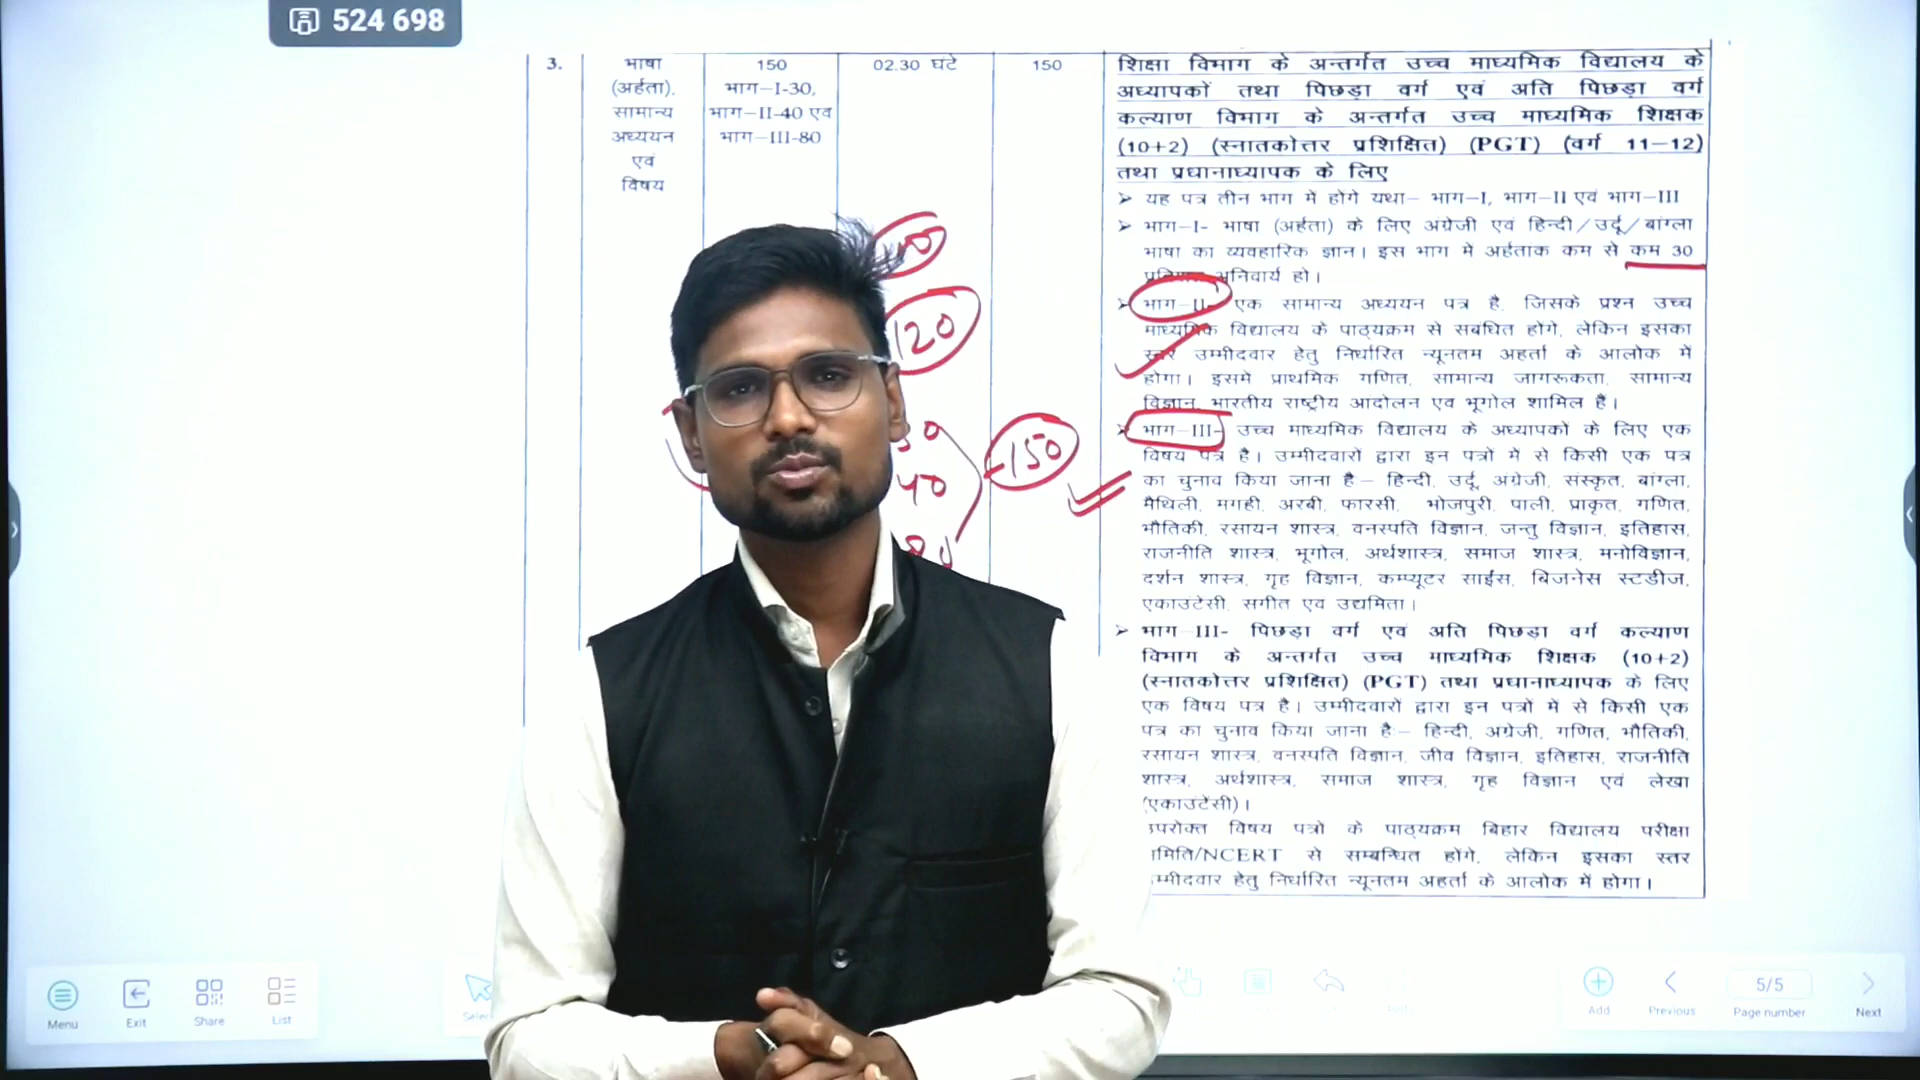 524 698
3.
भाषा
(अर्हता),
सामान्य
अध्ययन
एवं
विषय
150
भाग–I-30,
भाग–II-40 एवं
भाग–III-80
02.30 घंटे
150
शिक्षा विभाग के अन्तर्गत उच्च माध्यमिक विद्यालय के
अध्यापकों तथा पिछड़ा वर्ग एवं अति पिछड़ा वर्ग
कल्याण विभाग के अन्तर्गत उच्च माध्यमिक शिक्षक
(10+2) (स्नातकोत्तर प्रशिक्षित) (PGT) (वर्ग 11–12)
तथा प्रधानाध्यापक के लिए
➢ यह पत्र तीन भाग में होंगे यथा– भाग–I, भाग–II एवं भाग–III
➢ भाग–I- भाषा (अर्हता) के लिए अंग्रेजी एवं हिन्दी/उर्दू/बांग्ला
भाषा का व्यवहारिक ज्ञान। इस भाग में अर्हतांक कम से कम 30
अनिवार्य हो।
➢ भाग–II- एक सामान्य अध्ययन पत्र है, जिसके प्रश्न उच्च
माध्यमिक विद्यालय के पाठ्यक्रम से संबंधित होंगे, लेकिन इसका
स्तर उम्मीदवार हेतु निर्धारित न्यूनतम अहर्ता के आलोक में
होगा। इसमें प्राथमिक गणित, सामान्य जागरूकता, सामान्य
विज्ञान, भारतीय राष्ट्रीय आंदोलन एवं भूगोल शामिल हैं।
➢ भाग–III- उच्च माध्यमिक विद्यालय के अध्यापकों के लिए एक
विषय पत्र है। उम्मीदवारों द्वारा इन पत्रों में से किसी एक पत्र
का चुनाव किया जाना है– हिन्दी, उर्दू, अंग्रेजी, संस्कृत, बांग्ला,
मैथिली, मगही, अरबी, फारसी, भोजपुरी, पाली, प्राकृत, गणित,
भौतिकी, रसायन शास्त्र, वनस्पति विज्ञान, जन्तु विज्ञान, इतिहास,
राजनीति शास्त्र, भूगोल, अर्थशास्त्र, समाज शास्त्र, मनोविज्ञान,
दर्शन शास्त्र, गृह विज्ञान, कम्प्यूटर साईंस, बिजनेस स्टडीज,
एकाउंटेंसी, संगीत एवं उद्यमिता।
➢ भाग–III- पिछड़ा वर्ग एवं अति पिछड़ा वर्ग कल्याण
विभाग के अन्तर्गत उच्च माध्यमिक शिक्षक (10+2)
(स्नातकोत्तर प्रशिक्षित) (PGT) तथा प्रधानाध्यापक के लिए
एक विषय पत्र है। उम्मीदवारों द्वारा इन पत्रों में से किसी एक
पत्र का चुनाव किया जाना है– हिन्दी, अंग्रेजी, गणित, भौतिकी,
रसायन शास्त्र, वनस्पति विज्ञान, जीव विज्ञान, इतिहास, राजनीति
शास्त्र, अर्थशास्त्र, समाज शास्त्र, गृह विज्ञान एवं लेखा
(एकाउंटेंसी)।
विषय पत्रों के पाठ्यक्रम बिहार विद्यालय परीक्षा
/NCERT से सम्बन्धित होंगे, लेकिन इसका स्तर
हेतु निर्धारित न्यूनतम अहर्ता के आलोक में होगा।
120
40
150
Menu
Exit
Share
List
Add
Previous
5/5
Page number
Next